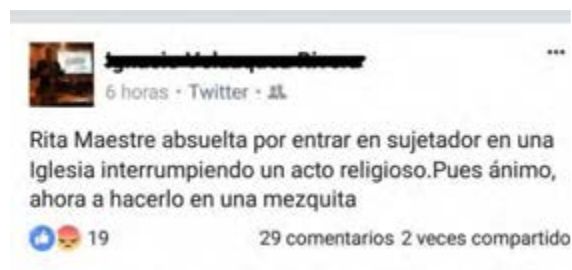 6 horas · Twitter ·
Rita Maestre absuelta por entrar en sujetador en una
Iglesia interrumpiendo un acto religioso.Pues ánimo,
ahora a hacerlo en una mezquita
19
29 comentarios 2 veces compartido